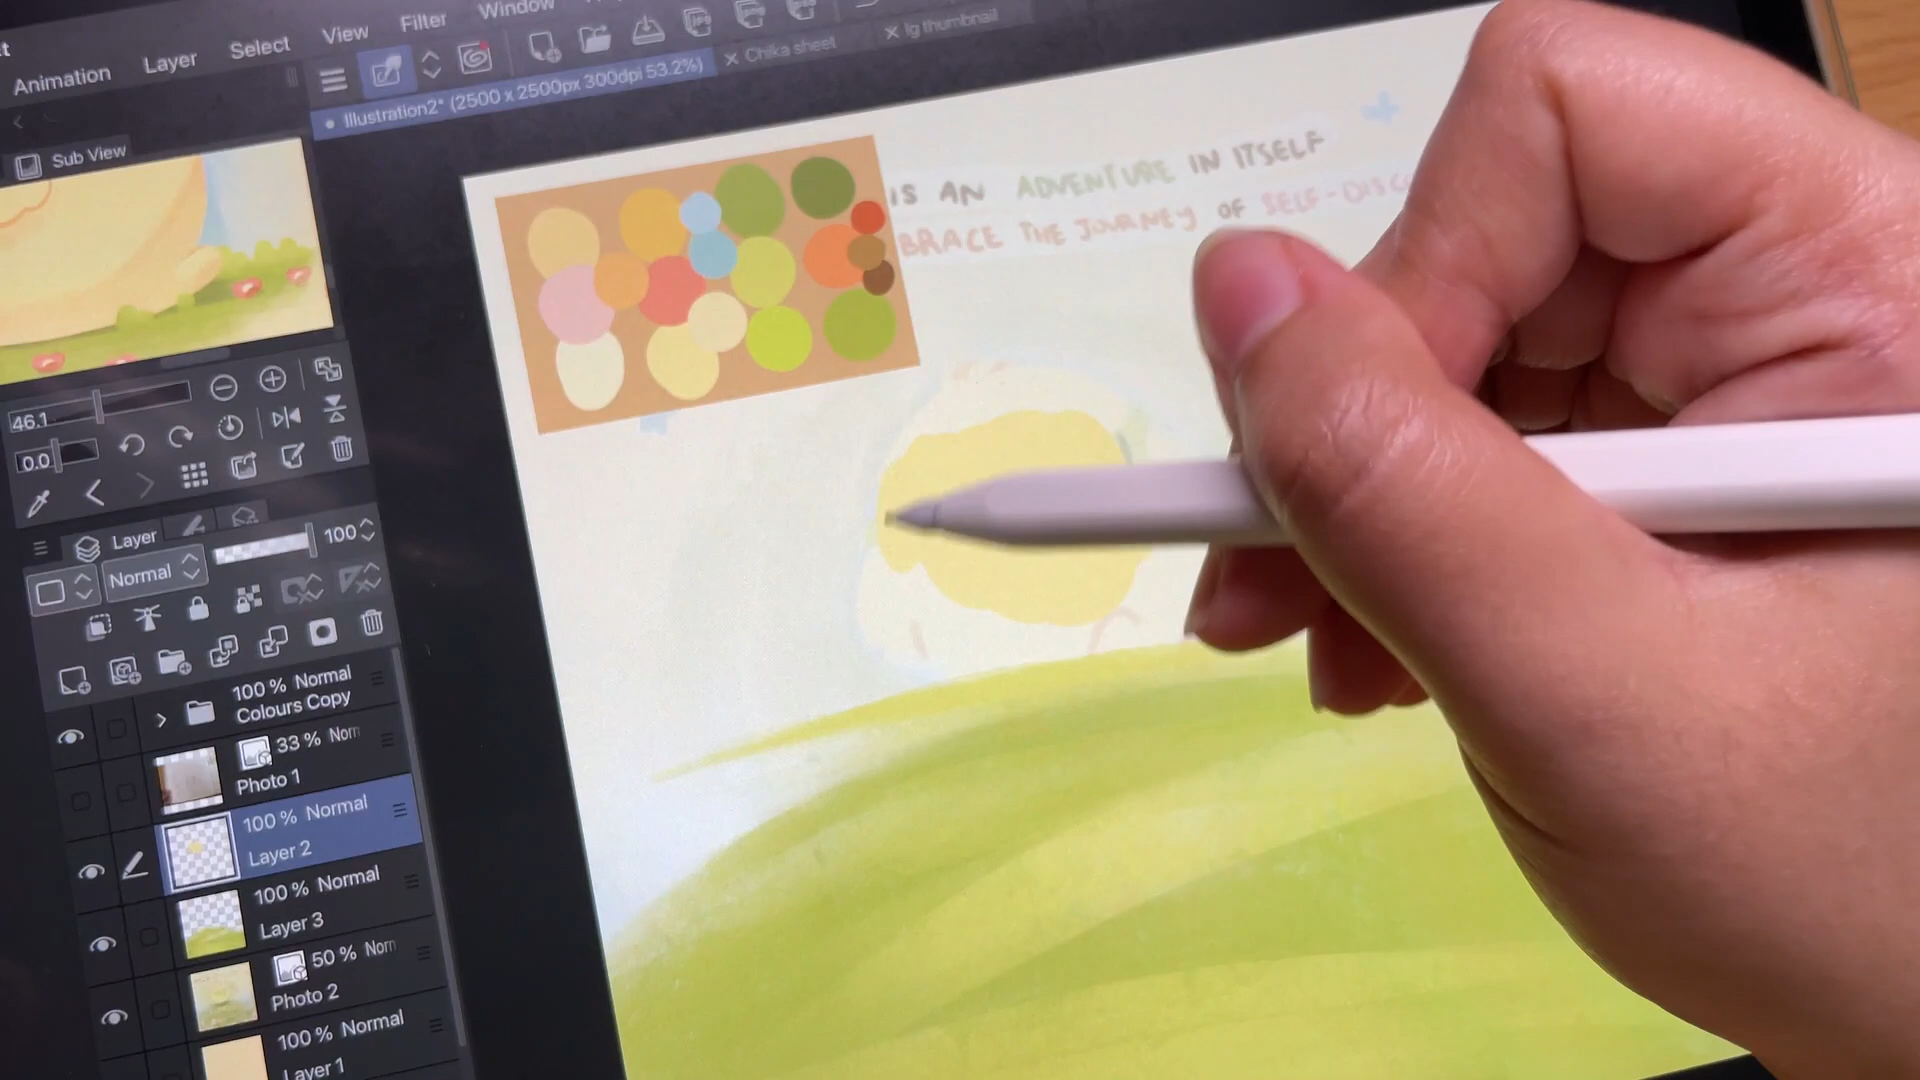 Animation Layer Select View Filter Window
Illustration2* (2500 x 2500px 300dpi 53.2%)
Chika sheet
Ig thumbnail
Sub View
46.1
0.0
Layer
100
Normal
100 % Normal
Colours Copy
33 % Norm
Photo 1
100 % Normal
Layer 2
100 % Normal
Layer 3
50 % Norm
Photo 2
100 % Normal
Layer 1
IS AN ADVENTURE IN ITSELF
BRACE THE JOURNEY OF SELF-DISC